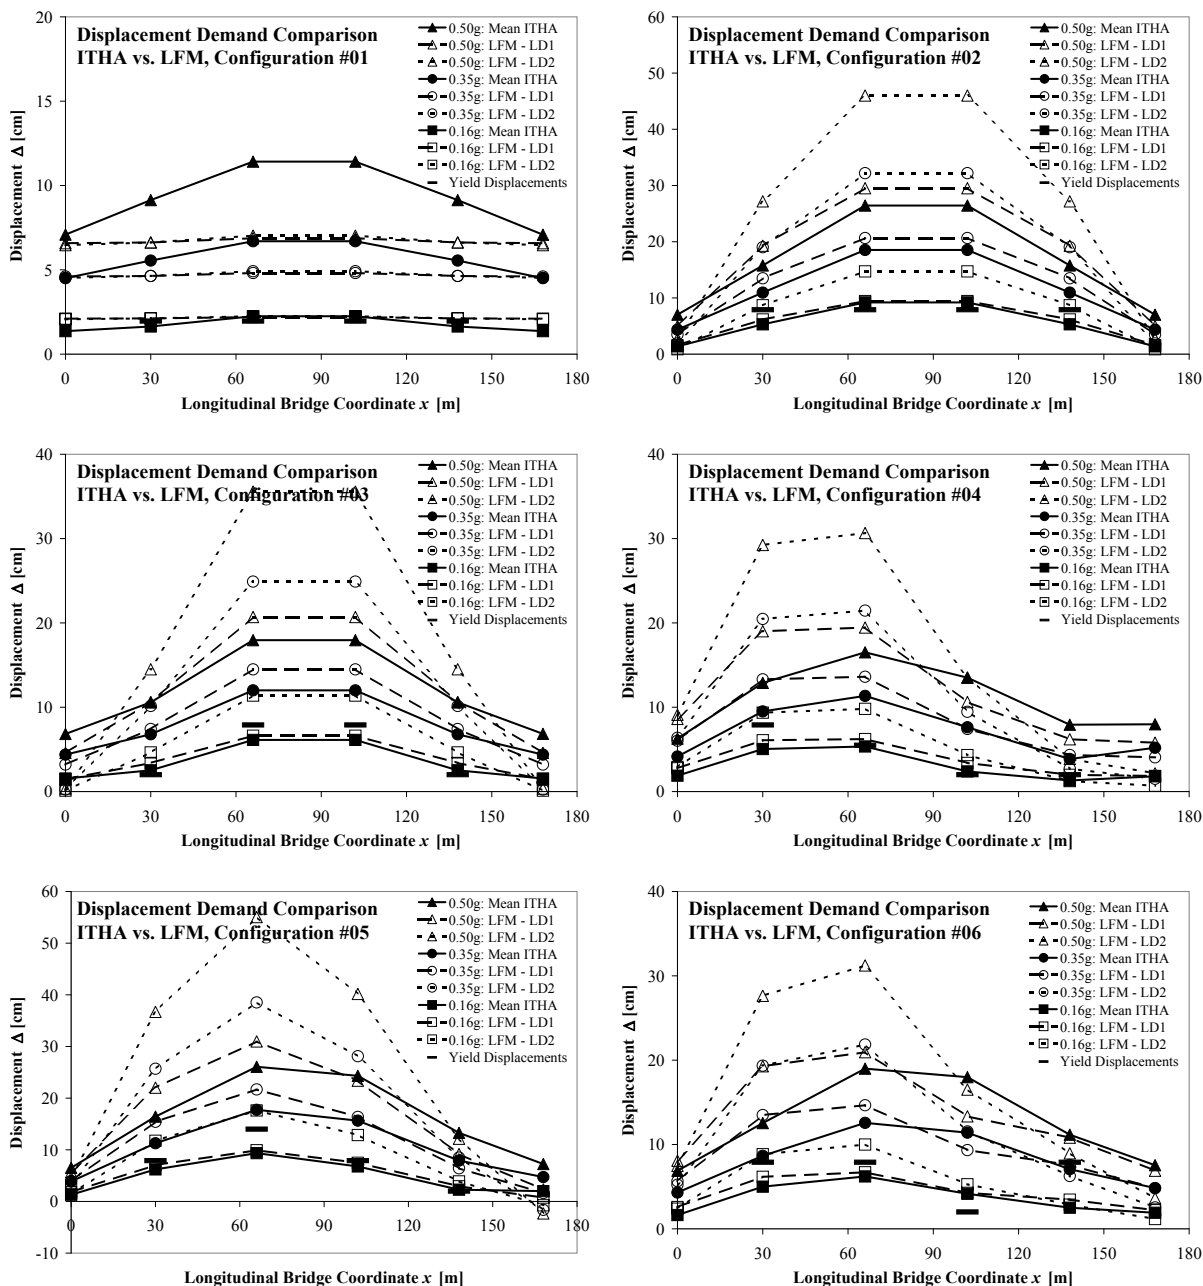 Displacement Demand Comparison
ITHA vs. LFM, Configuration #01
0.50g: Mean ITHA
0.50g: LFM - LD1
0.50g: LFM - LD2
0.35g: Mean ITHA
0.35g: LFM - LD1
0.35g: LFM - LD2
0.16g: Mean ITHA
0.16g: LFM - LD1
0.16g: LFM - LD2
Yield Displacements
Displacement Δ [cm]
20
15
10
5
0
0 30 60 90 120 150 180
Longitudinal Bridge Coordinate x [m]
Displacement Demand Comparison
ITHA vs. LFM, Configuration #02
0.50g: Mean ITHA
0.50g: LFM - LD1
0.50g: LFM - LD2
0.35g: Mean ITHA
0.35g: LFM - LD1
0.35g: LFM - LD2
0.16g: Mean ITHA
0.16g: LFM - LD1
0.16g: LFM - LD2
Yield Displacements
Displacement Δ [cm]
60
50
40
30
20
10
0
0 30 60 90 120 150 180
Longitudinal Bridge Coordinate x [m]
Displacement Demand Comparison
ITHA vs. LFM, Configuration #03
0.50g: Mean ITHA
0.50g: LFM - LD1
0.50g: LFM - LD2
0.35g: Mean ITHA
0.35g: LFM - LD1
0.35g: LFM - LD2
0.16g: Mean ITHA
0.16g: LFM - LD1
0.16g: LFM - LD2
Yield Displacements
Displacement Δ [cm]
40
30
20
10
0
0 30 60 90 120 150 180
Longitudinal Bridge Coordinate x [m]
Displacement Demand Comparison
ITHA vs. LFM, Configuration #04
0.50g: Mean ITHA
0.50g: LFM - LD1
0.50g: LFM - LD2
0.35g: Mean ITHA
0.35g: LFM - LD1
0.35g: LFM - LD2
0.16g: Mean ITHA
0.16g: LFM - LD1
0.16g: LFM - LD2
Yield Displacements
Displacement Δ [cm]
40
30
20
10
0
0 30 60 90 120 150 180
Longitudinal Bridge Coordinate x [m]
Displacement Demand Comparison
ITHA vs. LFM, Configuration #05
0.50g: Mean ITHA
0.50g: LFM - LD1
0.50g: LFM - LD2
0.35g: Mean ITHA
0.35g: LFM - LD1
0.35g: LFM - LD2
0.16g: Mean ITHA
0.16g: LFM - LD1
0.16g: LFM - LD2
Yield Displacements
Displacement Δ [cm]
60
50
40
30
20
10
0
-10
0 30 60 90 120 150 180
Longitudinal Bridge Coordinate x [m]
Displacement Demand Comparison
ITHA vs. LFM, Configuration #06
0.50g: Mean ITHA
0.50g: LFM - LD1
0.50g: LFM - LD2
0.35g: Mean ITHA
0.35g: LFM - LD1
0.35g: LFM - LD2
0.16g: Mean ITHA
0.16g: LFM - LD1
0.16g: LFM - LD2
Yield Displacements
Displacement Δ [cm]
40
30
20
10
0
0 30 60 90 120 150 180
Longitudinal Bridge Coordinate x [m]